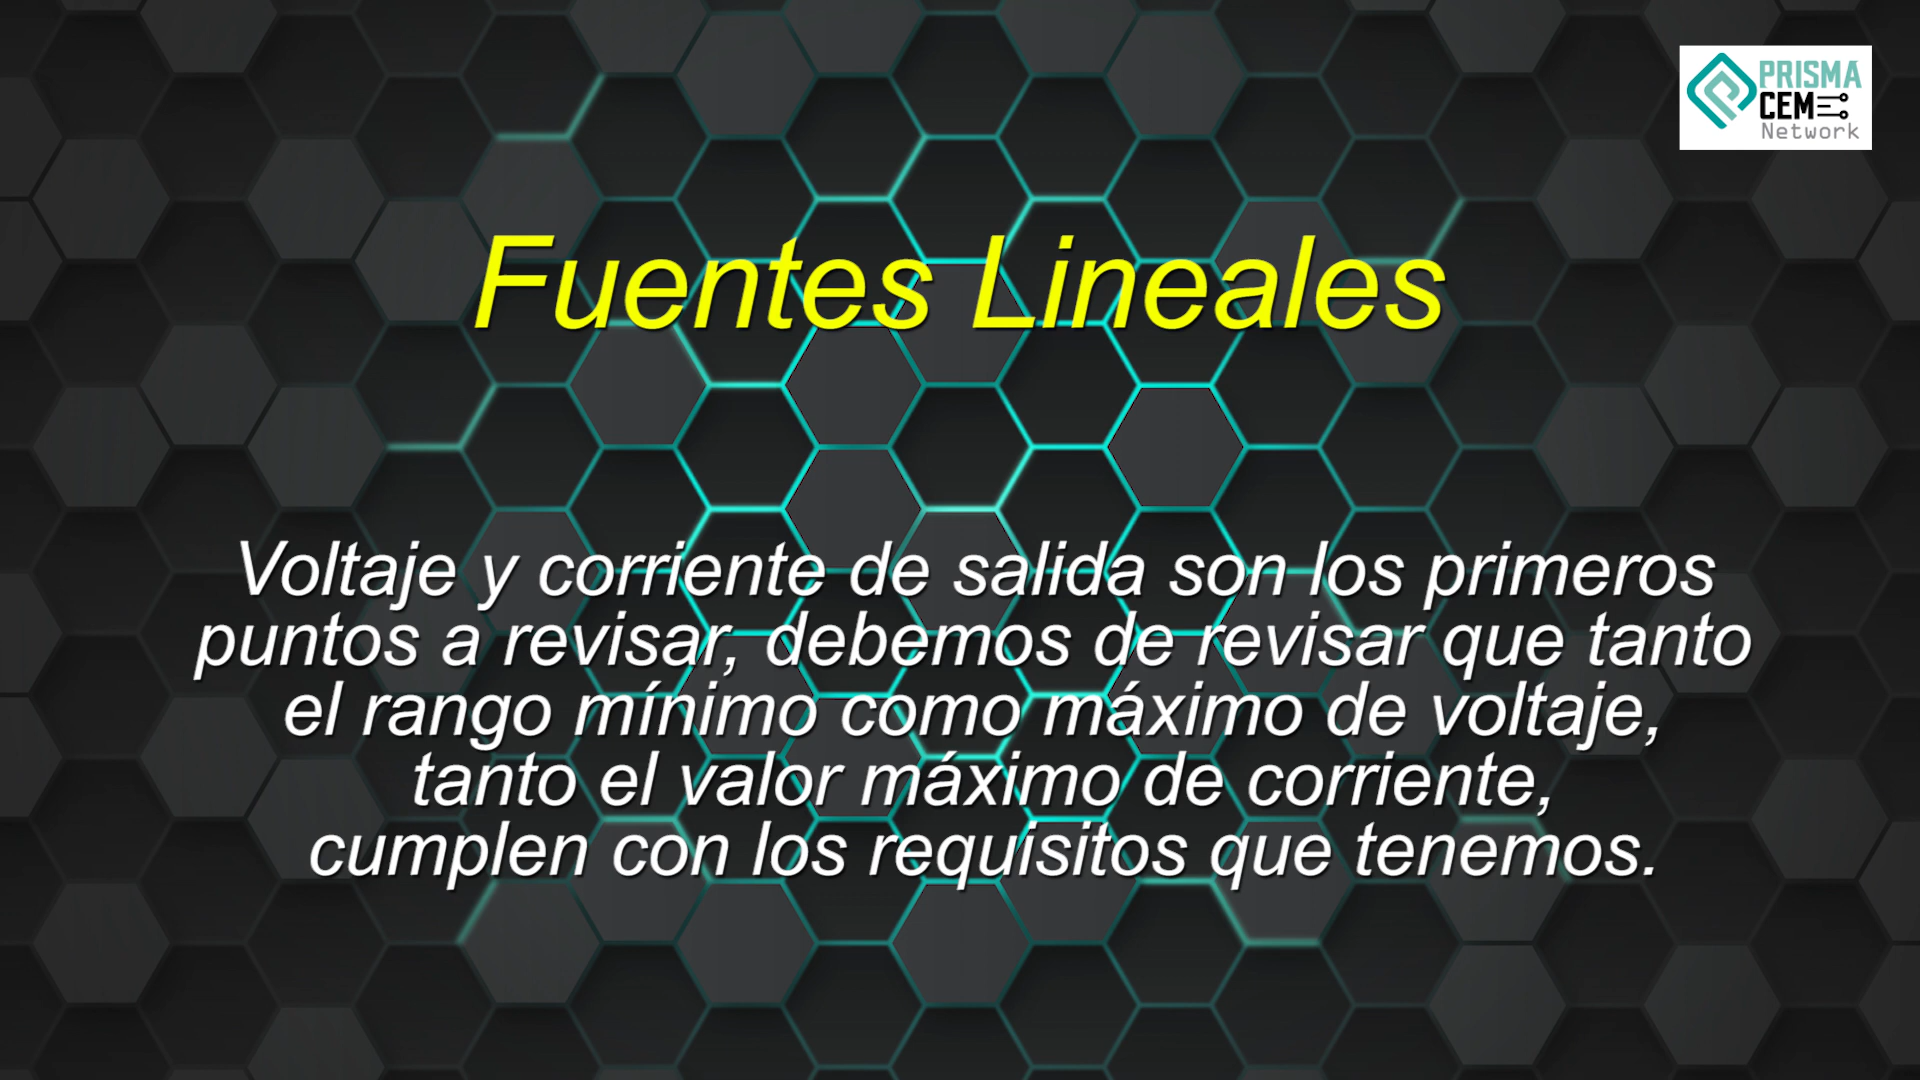 PRISMA
CEM
Network
Fuentes Lineales
Voltaje y corriente de salida son los primeros
puntos a revisar, debemos de revisar que tanto
el rango mínimo como máximo de voltaje,
tanto el valor máximo de corriente,
cumplen con los requisitos que tenemos.